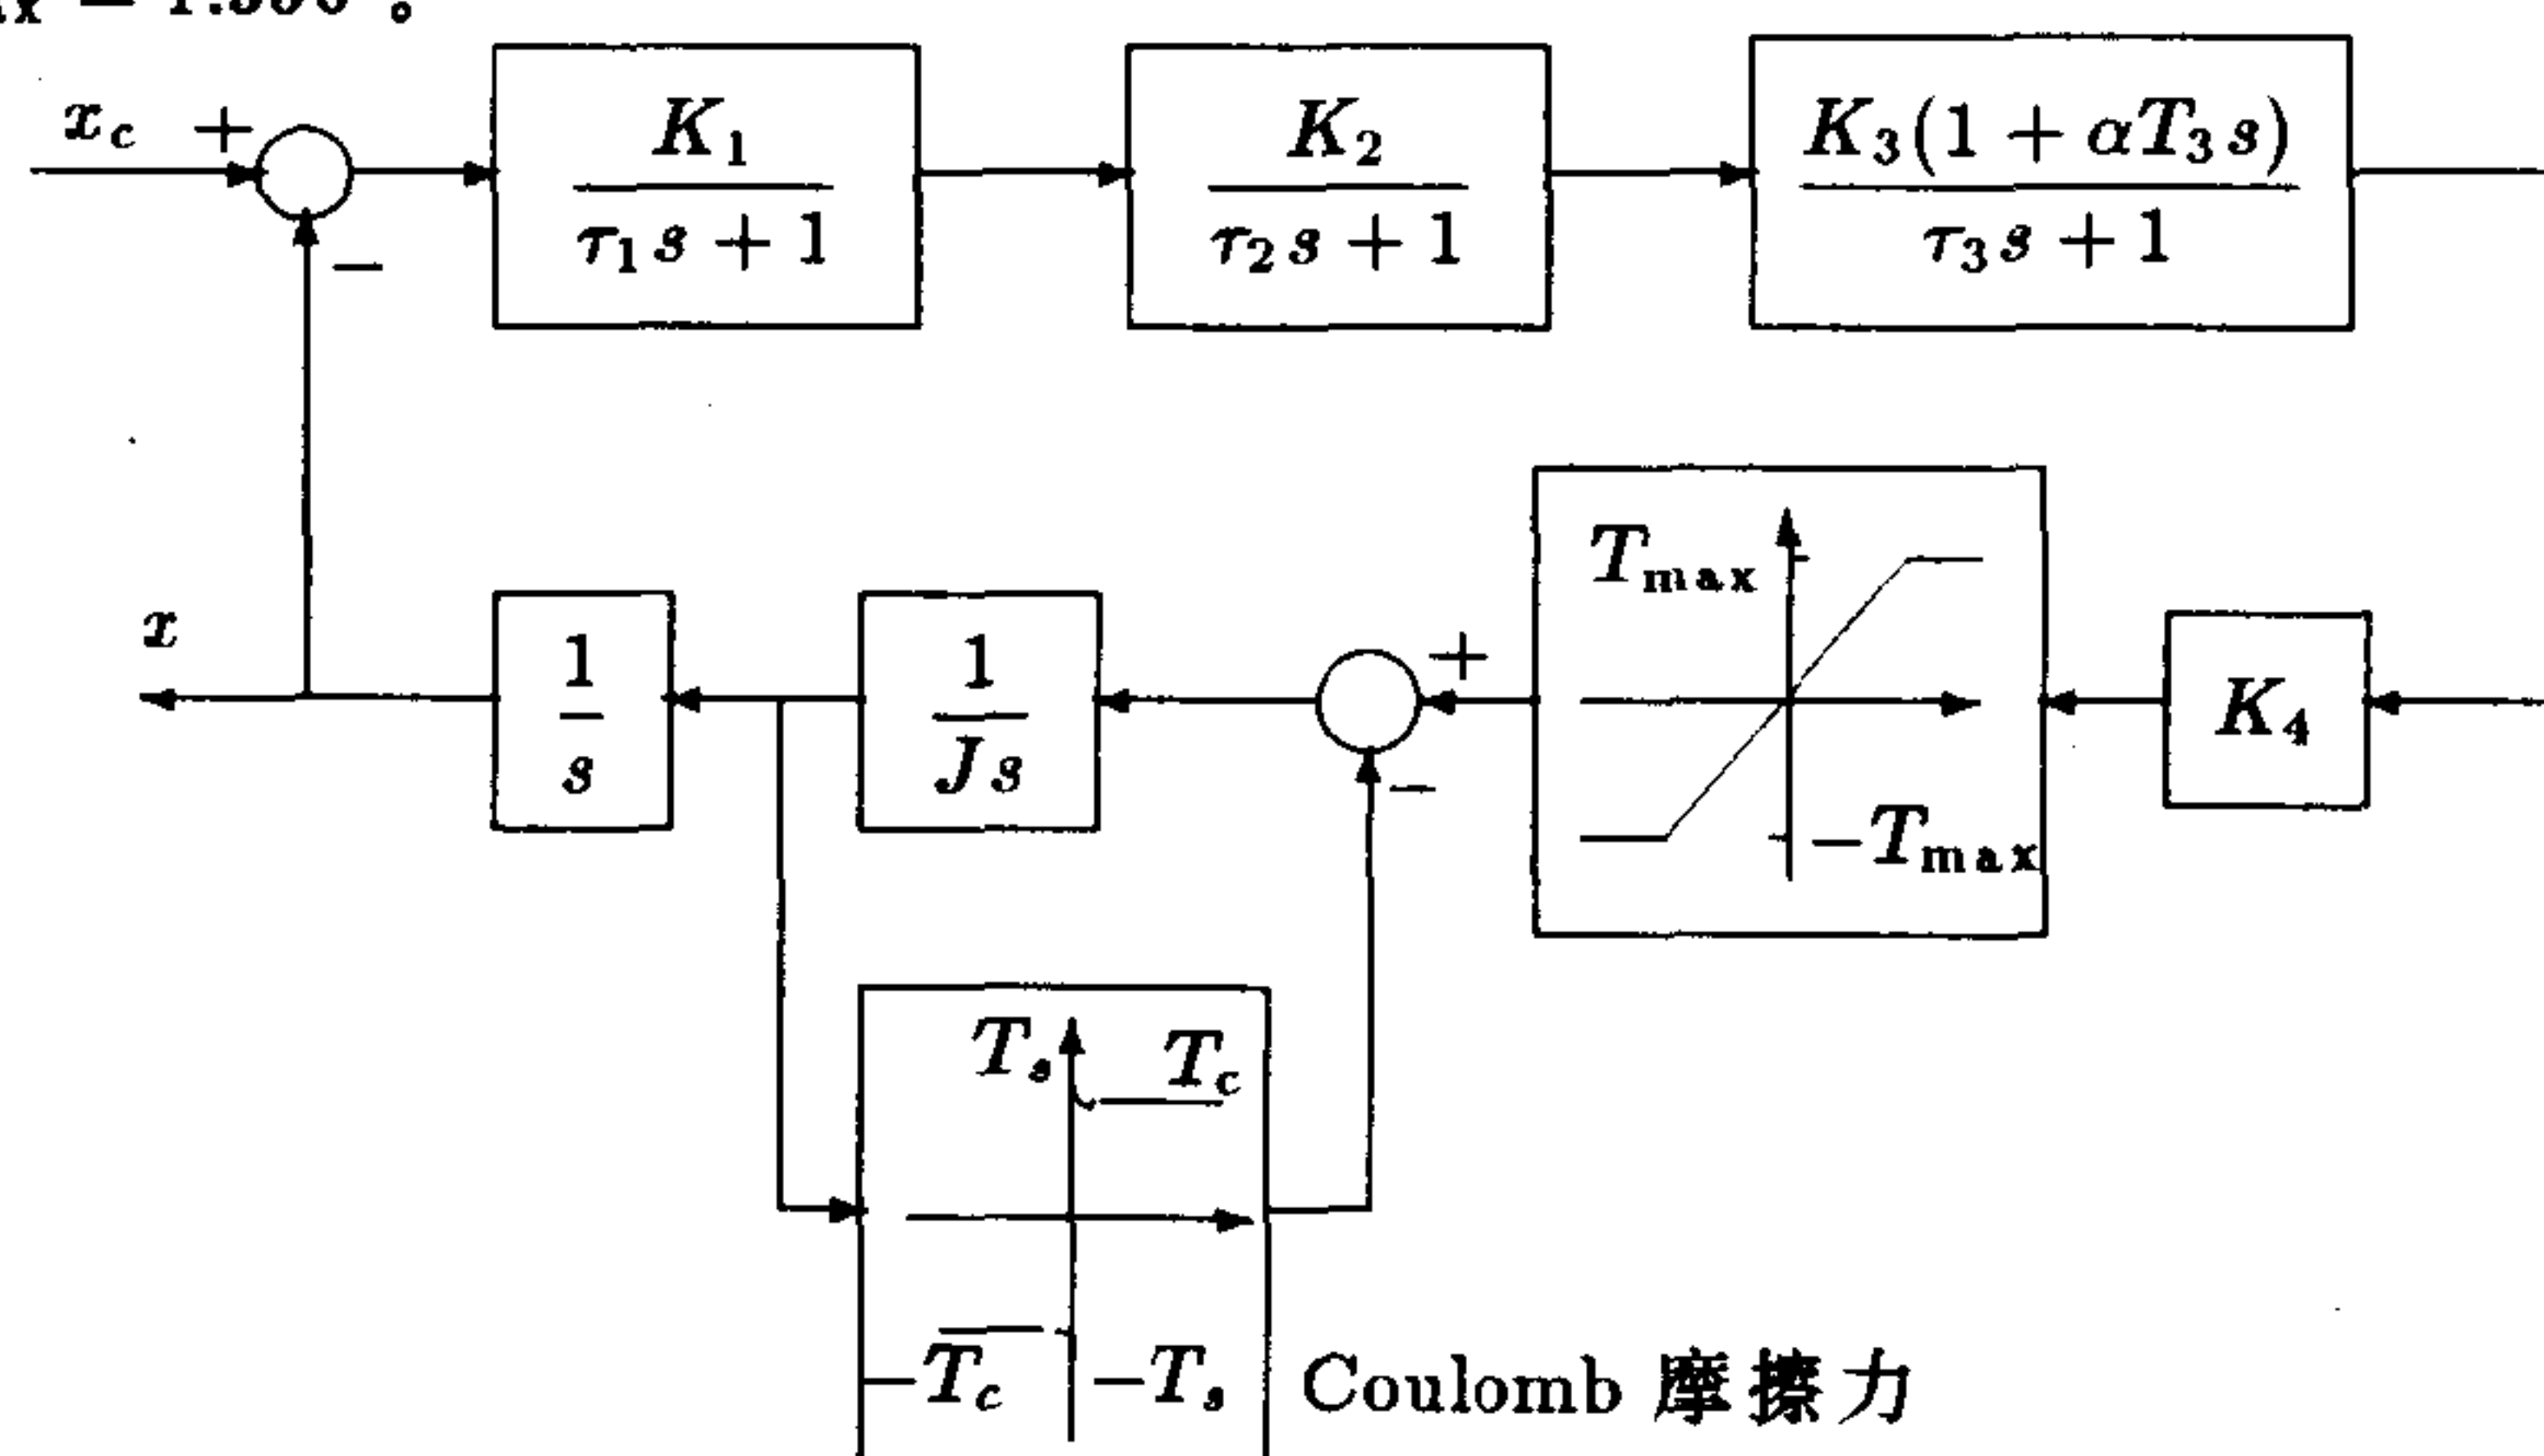 x_c +
K_1
τ_1 s + 1
K_2
τ_2 s + 1
K_3(1 + αT_3 s)
τ_3 s + 1
−
x
1
s
1
Js
+
−
T_max
−T_max
K_4
T_s T_c
−T_c −T_s
Coulomb 摩擦力